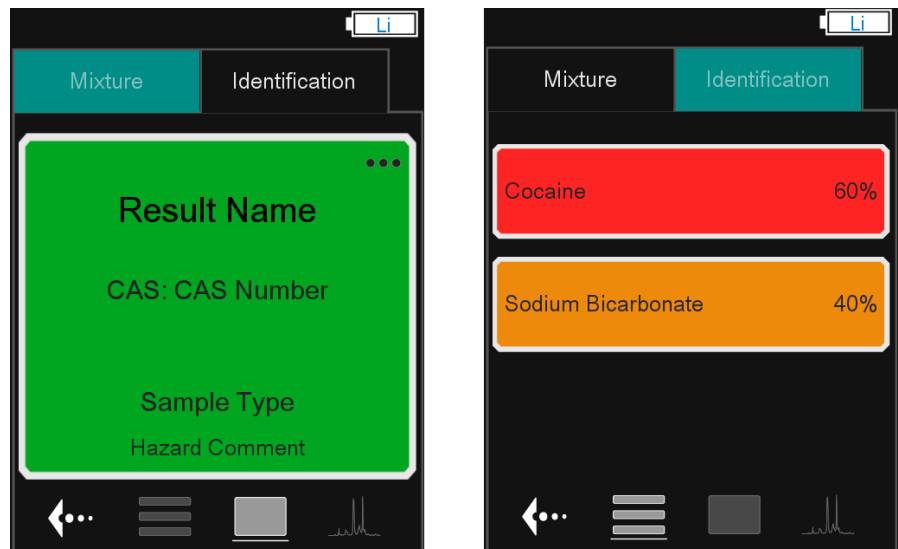 Li
Mixture Identification
Result Name
CAS: CAS Number
Sample Type
Hazard Comment
Li
Mixture Identification
Cocaine 60%
Sodium Bicarbonate 40%